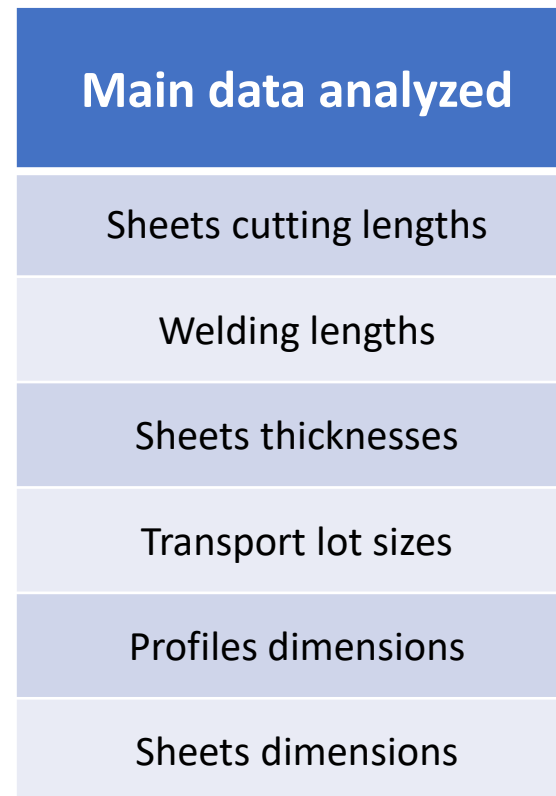 Main data analyzed
Sheets cutting lengths
Welding lengths
Sheets thicknesses
Transport lot sizes
Profiles dimensions
Sheets dimensions